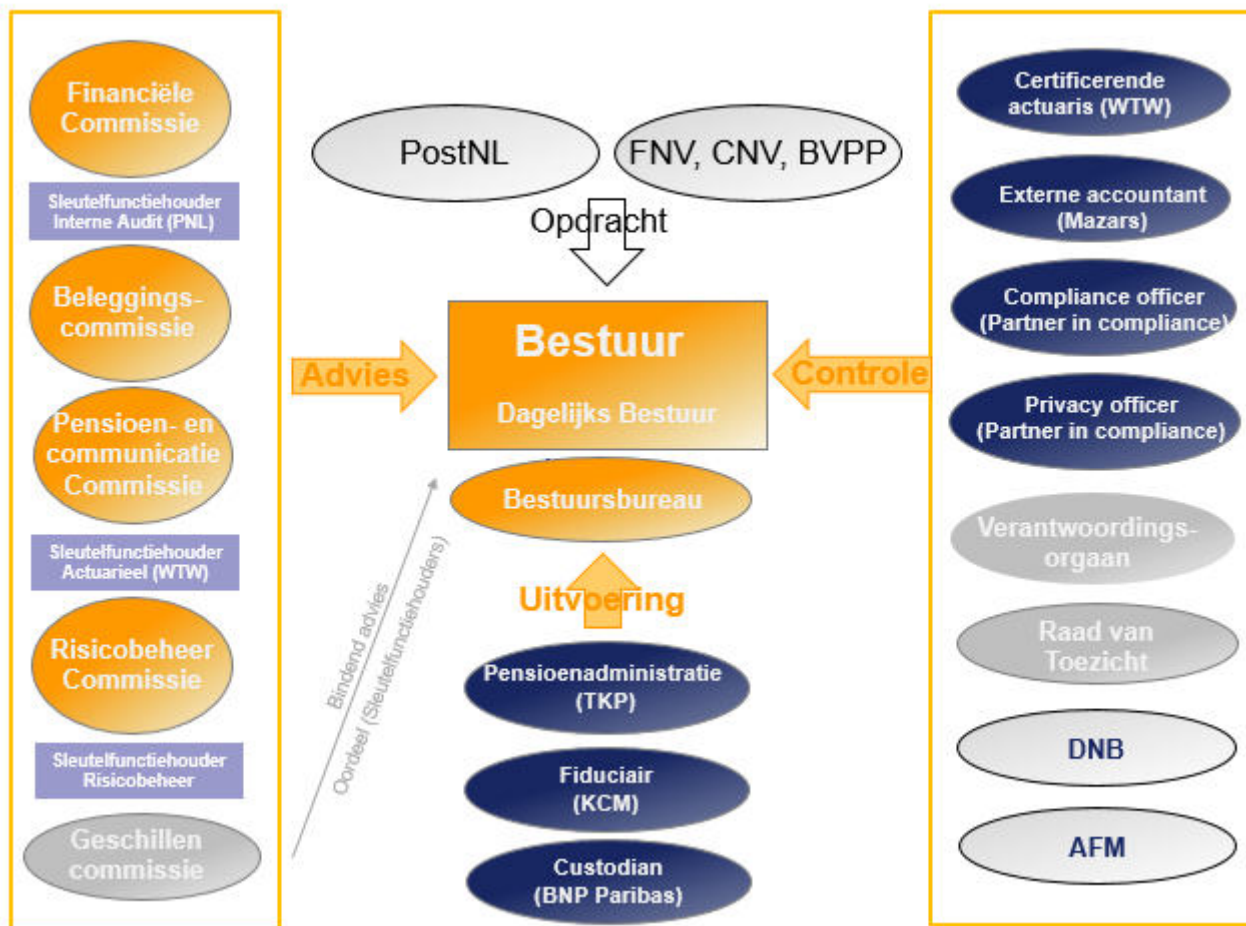 Financiële
Commissie
Sleutelfunctiehouder
Interne Audit (PNL)
Beleggings-
commissie
Pensioen- en
communicatie
Commissie
Sleutelfunctiehouder
Actuarieel (WTW)
Risicobeheer
Commissie
Sleutelfunctiehouder
Risicobeheer
Geschillen
commissie
PostNL
FNV, CNV, BVPP
Opdracht
Advies
Bestuur
Dagelijks Bestuur
Controle
Bestuursbureau
Bindend advies
Oordeel (Sleutelfunctiehouders)
Uitvoering
Pensioenadministratie
(TKP)
Fiduciair
(KCM)
Custodian
(BNP Paribas)
Certificerende
actuaris (WTW)
Externe accountant
(Mazars)
Compliance officer
(Partner in compliance)
Privacy officer
(Partner in compliance)
Verantwoordings-
orgaan
Raad van
Toezicht
DNB
AFM